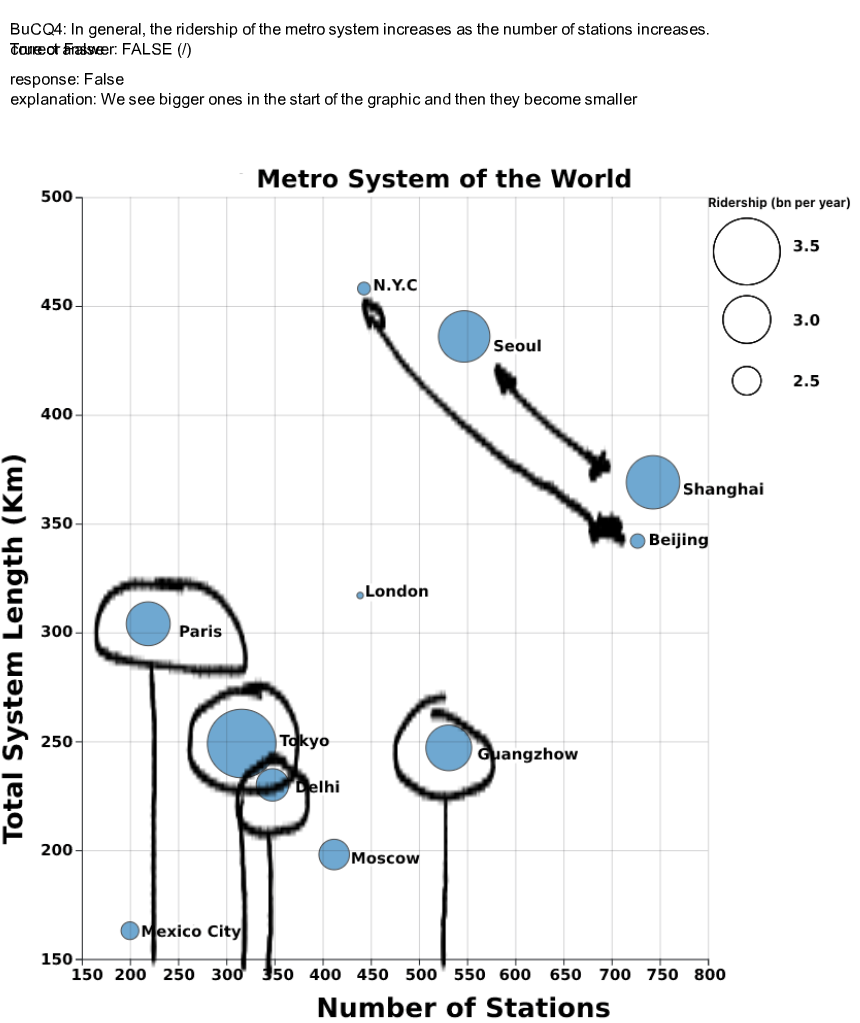 BuCQ4: In general, the ridership of the metro system increases as the number of stations increases.
True or False
correct answer: FALSE (/)
response: False
explanation: We see bigger ones in the start of the graphic and then they become smaller
Metro System of the World
Ridership (bn per year)
3.5
3.0
2.5
500
450
400
350
300
250
200
150
Total System Length (Km)
N.Y.C
Seoul
Shanghai
Beijing
London
Paris
Tokyo
Guangzhow
Delhi
Moscow
Mexico City
150 200 250 300 350 400 450 500 550 600 650 700 750 800
Number of Stations